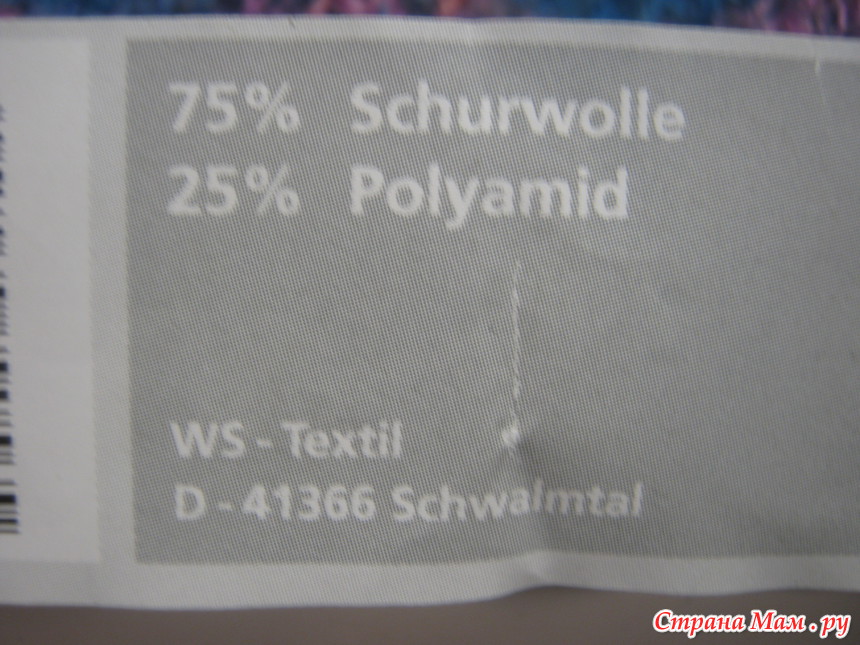 75% Schurwolle
25% Polyamid
WS - Textil
D - 41366 Schwalmtal
Страна Мам.ру